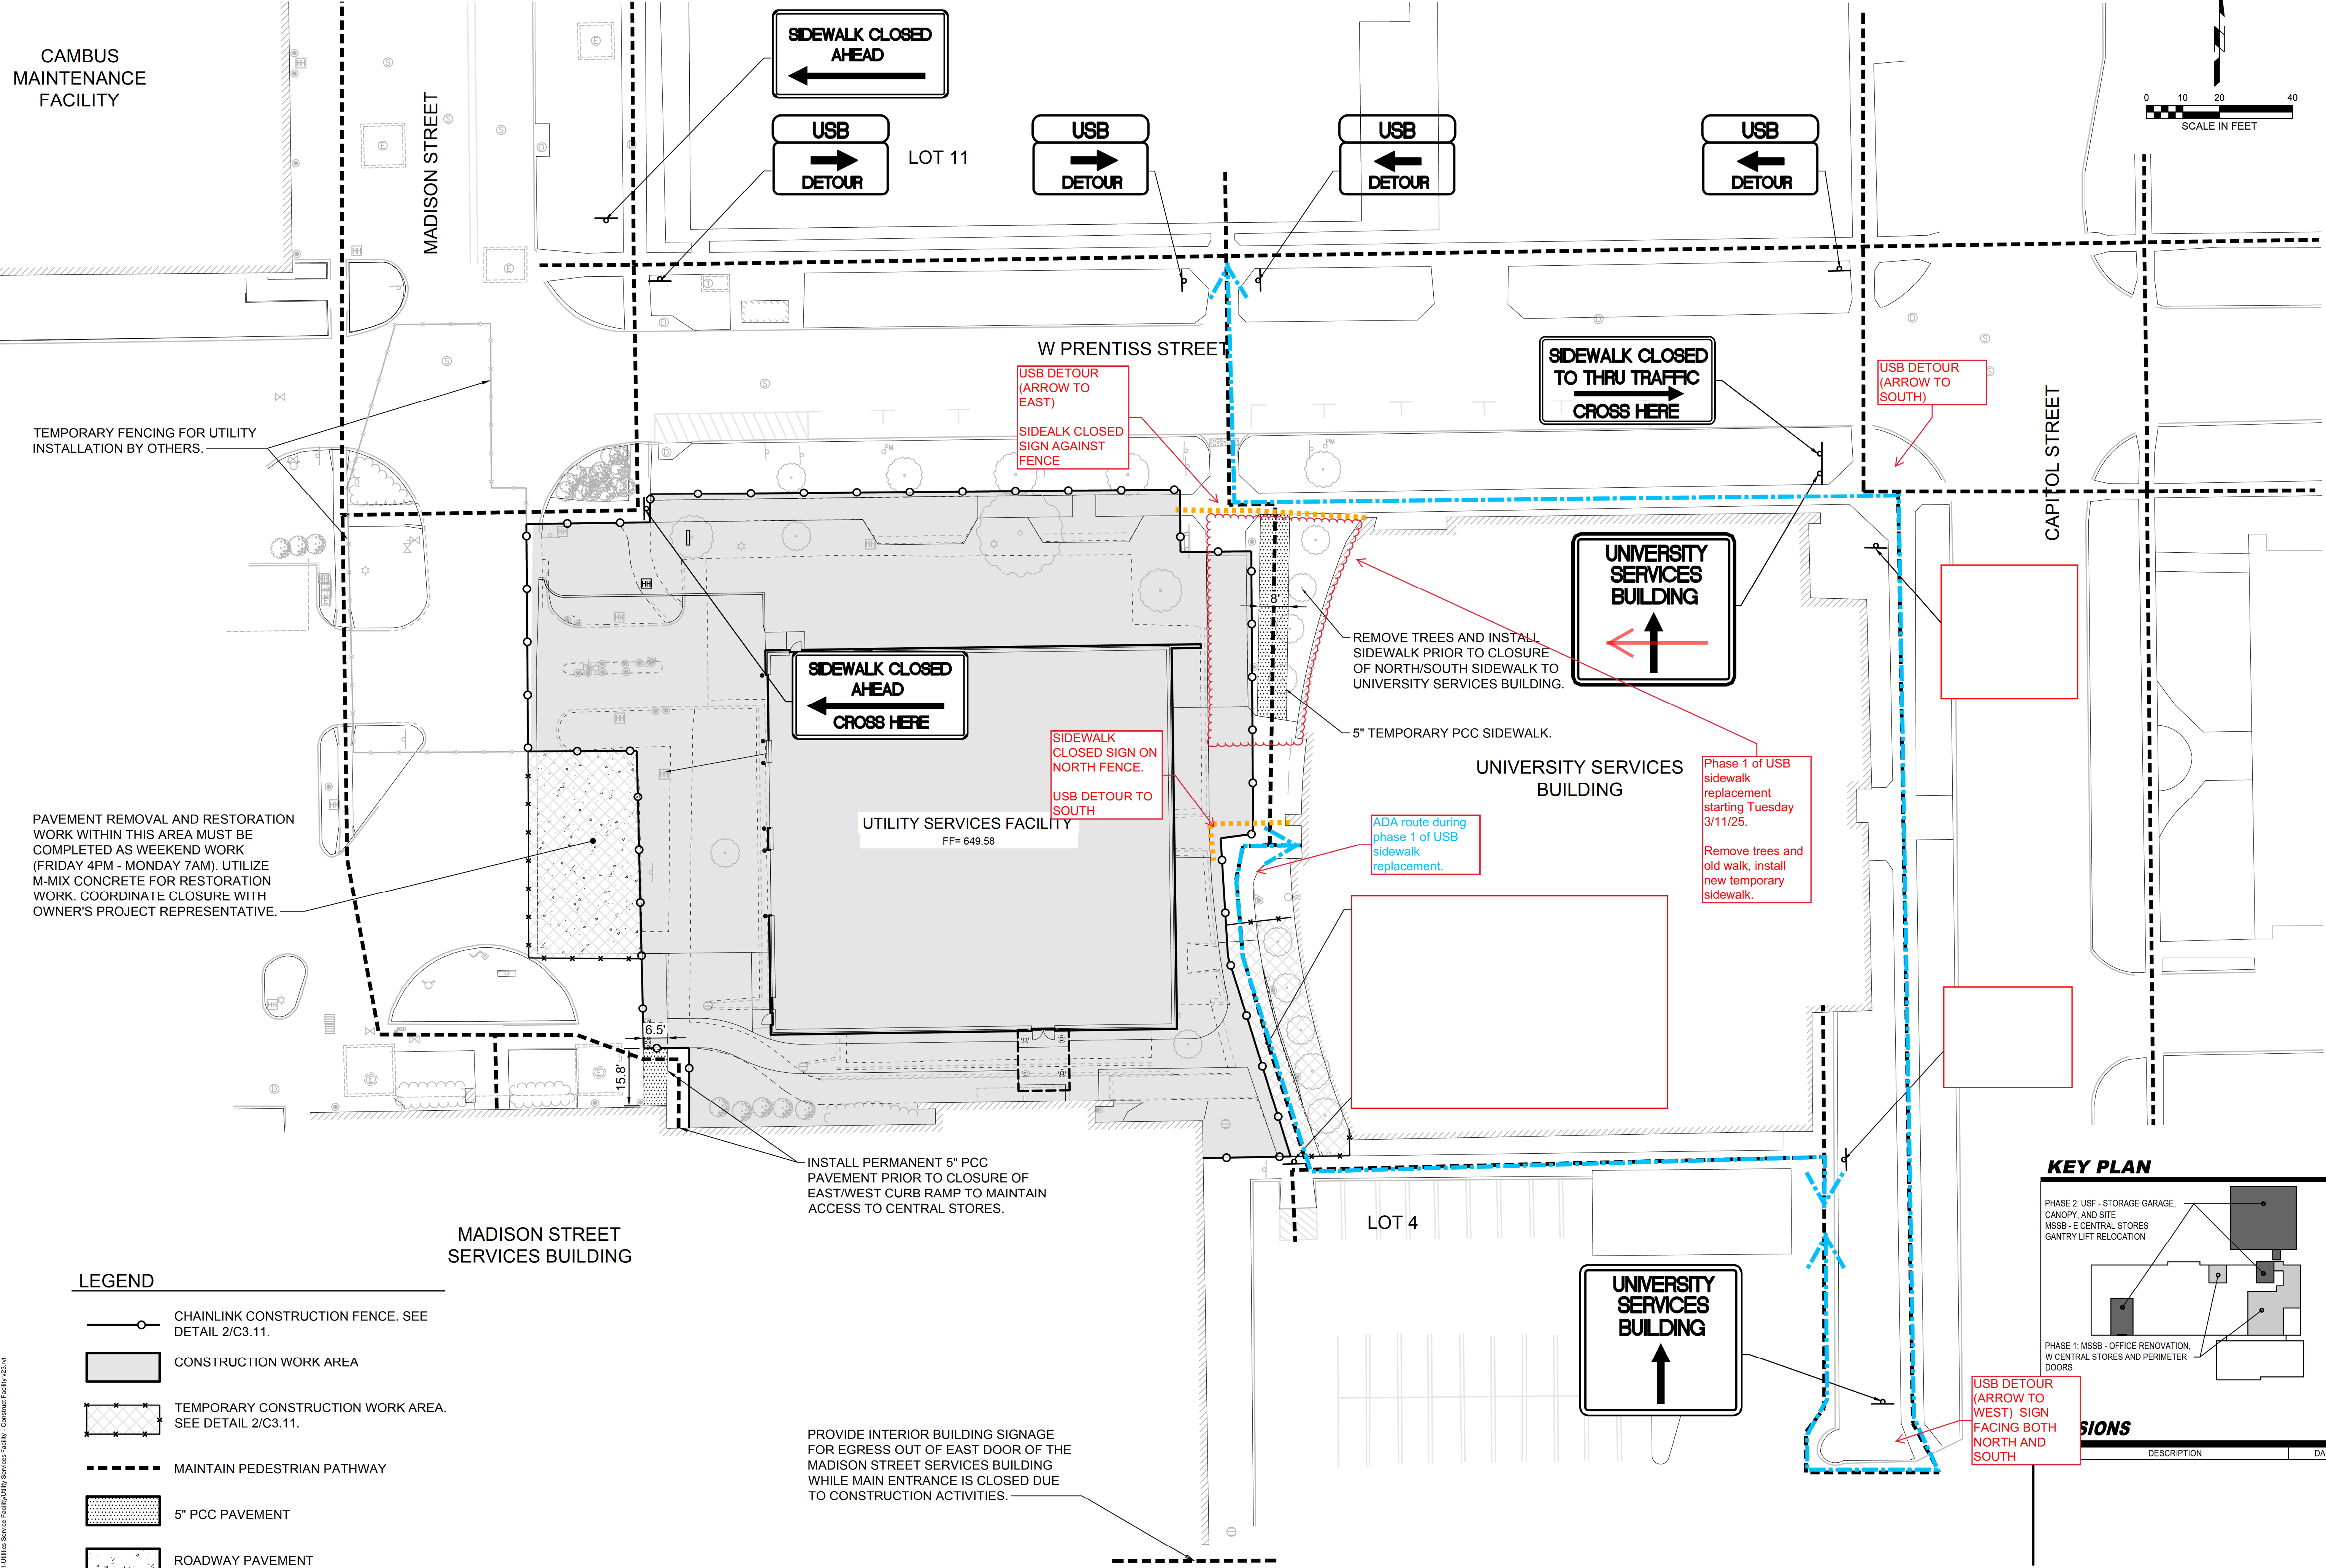 CAMBUS
MAINTENANCE
FACILITY
MADISON STREET
SIDEWALK CLOSED
AHEAD
USB
DETOUR
LOT 11
USB
DETOUR
USB
DETOUR
USB
DETOUR
0 10 20 40
SCALE IN FEET
W PRENTISS STREET
USB DETOUR
(ARROW TO
EAST)
SIDEALK CLOSED
SIGN AGAINST
FENCE
SIDEWALK CLOSED
TO THRU TRAFFIC
CROSS HERE
USB DETOUR
(ARROW TO
SOUTH)
CAPITOL STREET
TEMPORARY FENCING FOR UTILITY
INSTALLATION BY OTHERS.
UNIVERSITY
SERVICES
BUILDING
8'
REMOVE TREES AND INSTALL
SIDEWALK PRIOR TO CLOSURE
OF NORTH/SOUTH SIDEWALK TO
UNIVERSITY SERVICES BUILDING.
SIDEWALK CLOSED
AHEAD
CROSS HERE
5" TEMPORARY PCC SIDEWALK.
SIDEWALK
CLOSED SIGN ON
NORTH FENCE.
USB DETOUR TO
SOUTH
UNIVERSITY SERVICES
BUILDING
Phase 1 of USB
sidewalk
replacement
starting Tuesday
3/11/25.
Remove trees and
old walk, install
new temporary
sidewalk.
UTILITY SERVICES FACILITY
FF= 649.58
ADA route during
phase 1 of USB
sidewalk
replacement.
PAVEMENT REMOVAL AND RESTORATION
WORK WITHIN THIS AREA MUST BE
COMPLETED AS WEEKEND WORK
(FRIDAY 4PM - MONDAY 7AM). UTILIZE
M-MIX CONCRETE FOR RESTORATION
WORK. COORDINATE CLOSURE WITH
OWNER'S PROJECT REPRESENTATIVE.
6.5'
15.8'
INSTALL PERMANENT 5" PCC
PAVEMENT PRIOR TO CLOSURE OF
EAST/WEST CURB RAMP TO MAINTAIN
ACCESS TO CENTRAL STORES.
MADISON STREET
SERVICES BUILDING
LOT 4
KEY PLAN
PHASE 2: USF - STORAGE GARAGE,
CANOPY, AND SITE
MSSB - E CENTRAL STORES
GANTRY LIFT RELOCATION
PHASE 1: MSSB - OFFICE RENOVATION,
W CENTRAL STORES AND PERIMETER
DOORS
UNIVERSITY
SERVICES
BUILDING
USB DETOUR
(ARROW TO
WEST) SIGN
FACING BOTH
NORTH AND
SOUTH
SIONS
DESCRIPTION
DA
LEGEND
CHAINLINK CONSTRUCTION FENCE. SEE
DETAIL 2/C3.11.
CONSTRUCTION WORK AREA
TEMPORARY CONSTRUCTION WORK AREA.
SEE DETAIL 2/C3.11.
MAINTAIN PEDESTRIAN PATHWAY
5" PCC PAVEMENT
ROADWAY PAVEMENT
PROVIDE INTERIOR BUILDING SIGNAGE
FOR EGRESS OUT OF EAST DOOR OF THE
MADISON STREET SERVICES BUILDING
WHILE MAIN ENTRANCE IS CLOSED DUE
TO CONSTRUCTION ACTIVITIES.
Utilities Service Facility/Utility Services Facility - Construct Facility v23.rvt